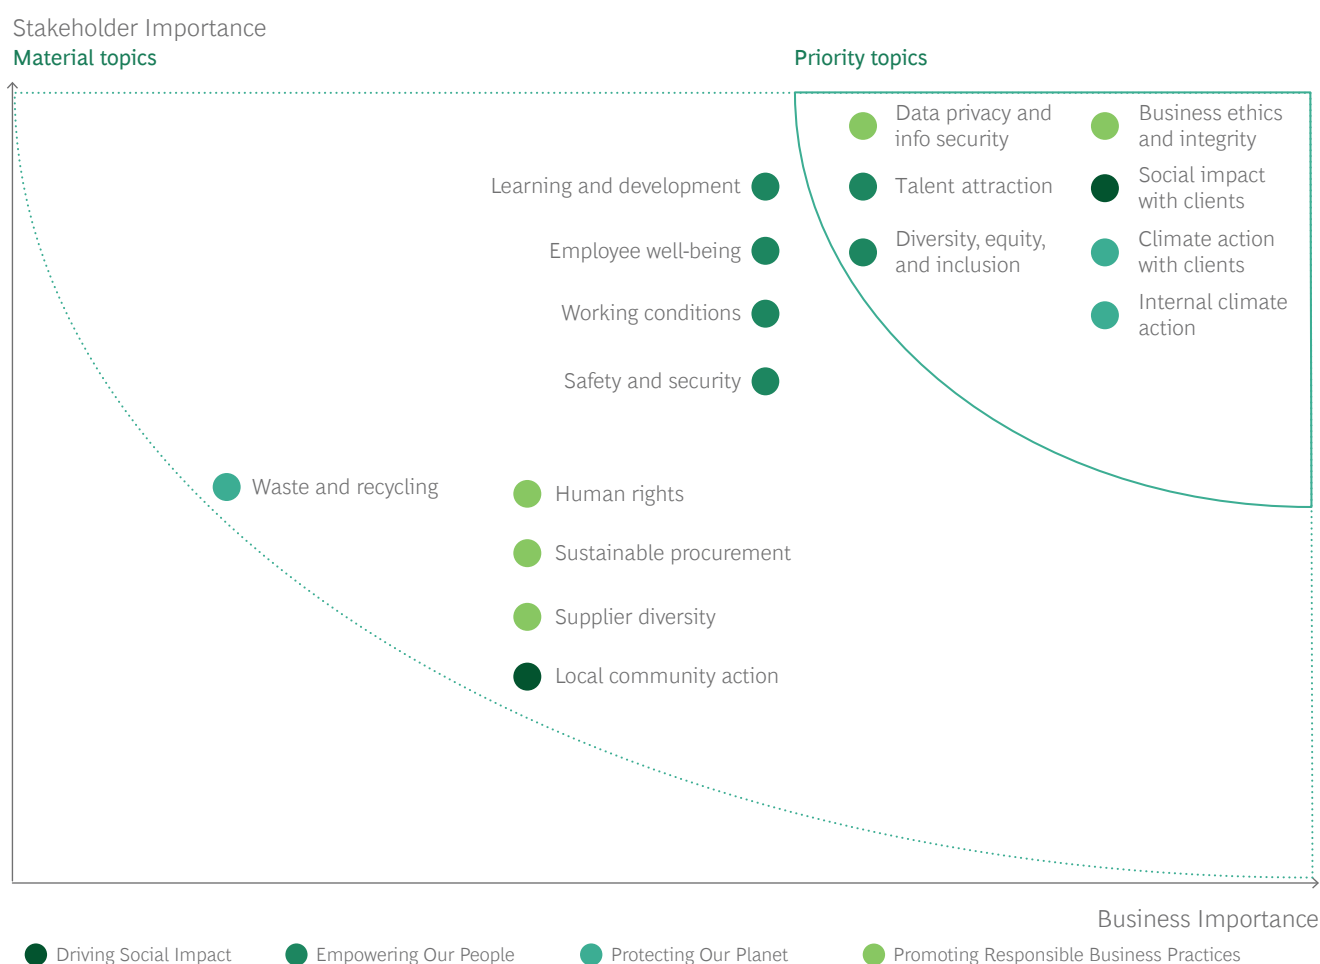 Stakeholder Importance
Material topics
Priority topics
Data privacy and
info security
Business ethics
and integrity
Learning and development
Talent attraction
Social impact
with clients
Employee well-being
Diversity, equity,
and inclusion
Climate action
with clients
Working conditions
Internal climate
action
Safety and security
Waste and recycling
Human rights
Sustainable procurement
Supplier diversity
Local community action
Business Importance
Driving Social Impact
Empowering Our People
Protecting Our Planet
Promoting Responsible Business Practices